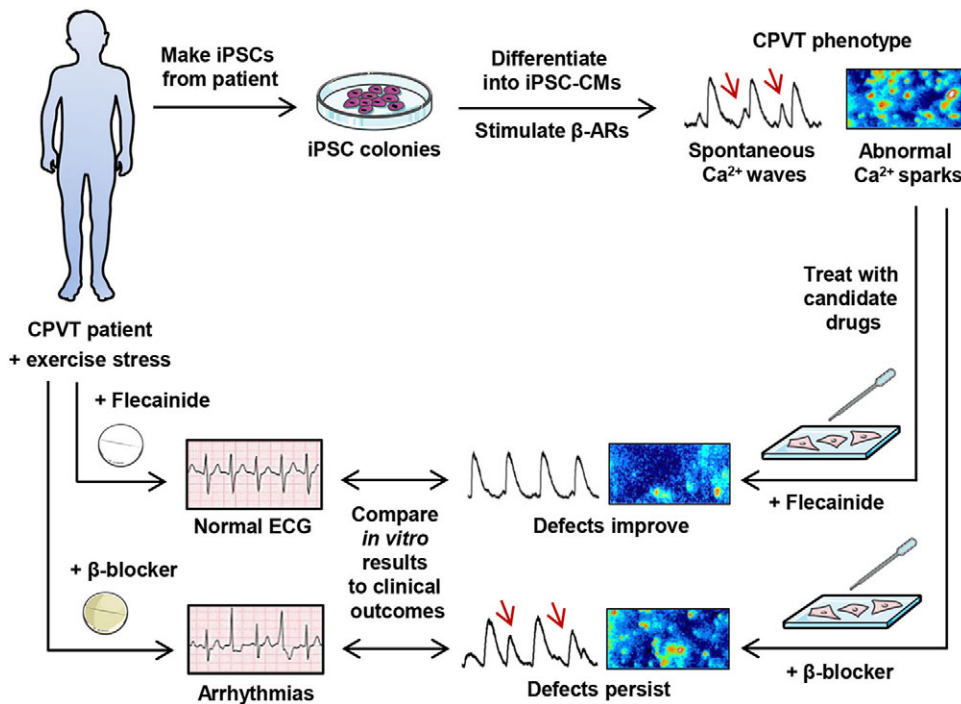 Make iPSCs
from patient
iPSC colonies
Differentiate
into iPSC-CMs
Stimulate β-ARs
CPVT phenotype
Spontaneous
Ca²⁺ waves
Abnormal
Ca²⁺ sparks
Treat with
candidate
drugs
CPVT patient
+ exercise stress
+ Flecainide
Normal ECG
Compare
in vitro
results
to clinical
outcomes
Defects improve
+ Flecainide
+ β-blocker
Arrhythmias
Defects persist
+ β-blocker